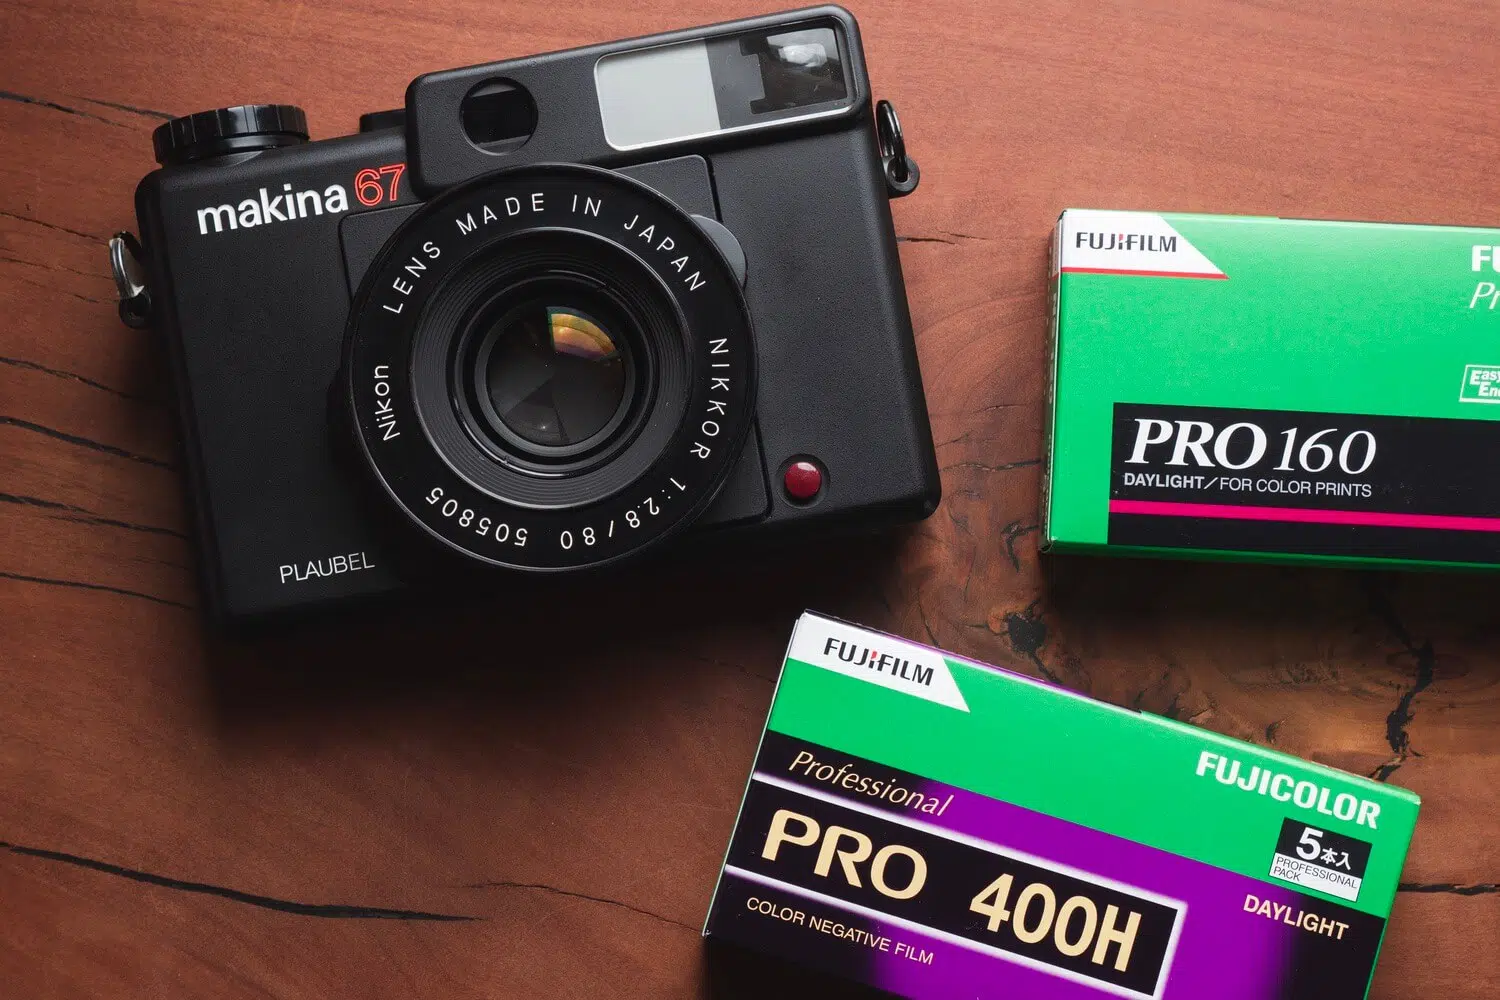 makina 67
LENS MADE IN JAPAN
Nikon
NIKKOR 1:2.8/80 505805
PLAUBEL
FUJIFILM
PRO 160
DAYLIGHT/FOR COLOR PRINTS
FUJIFILM
FUJICOLOR
5本入
PROFESSIONAL
PACK
Professional
PRO 400H
DAYLIGHT
COLOR NEGATIVE FILM